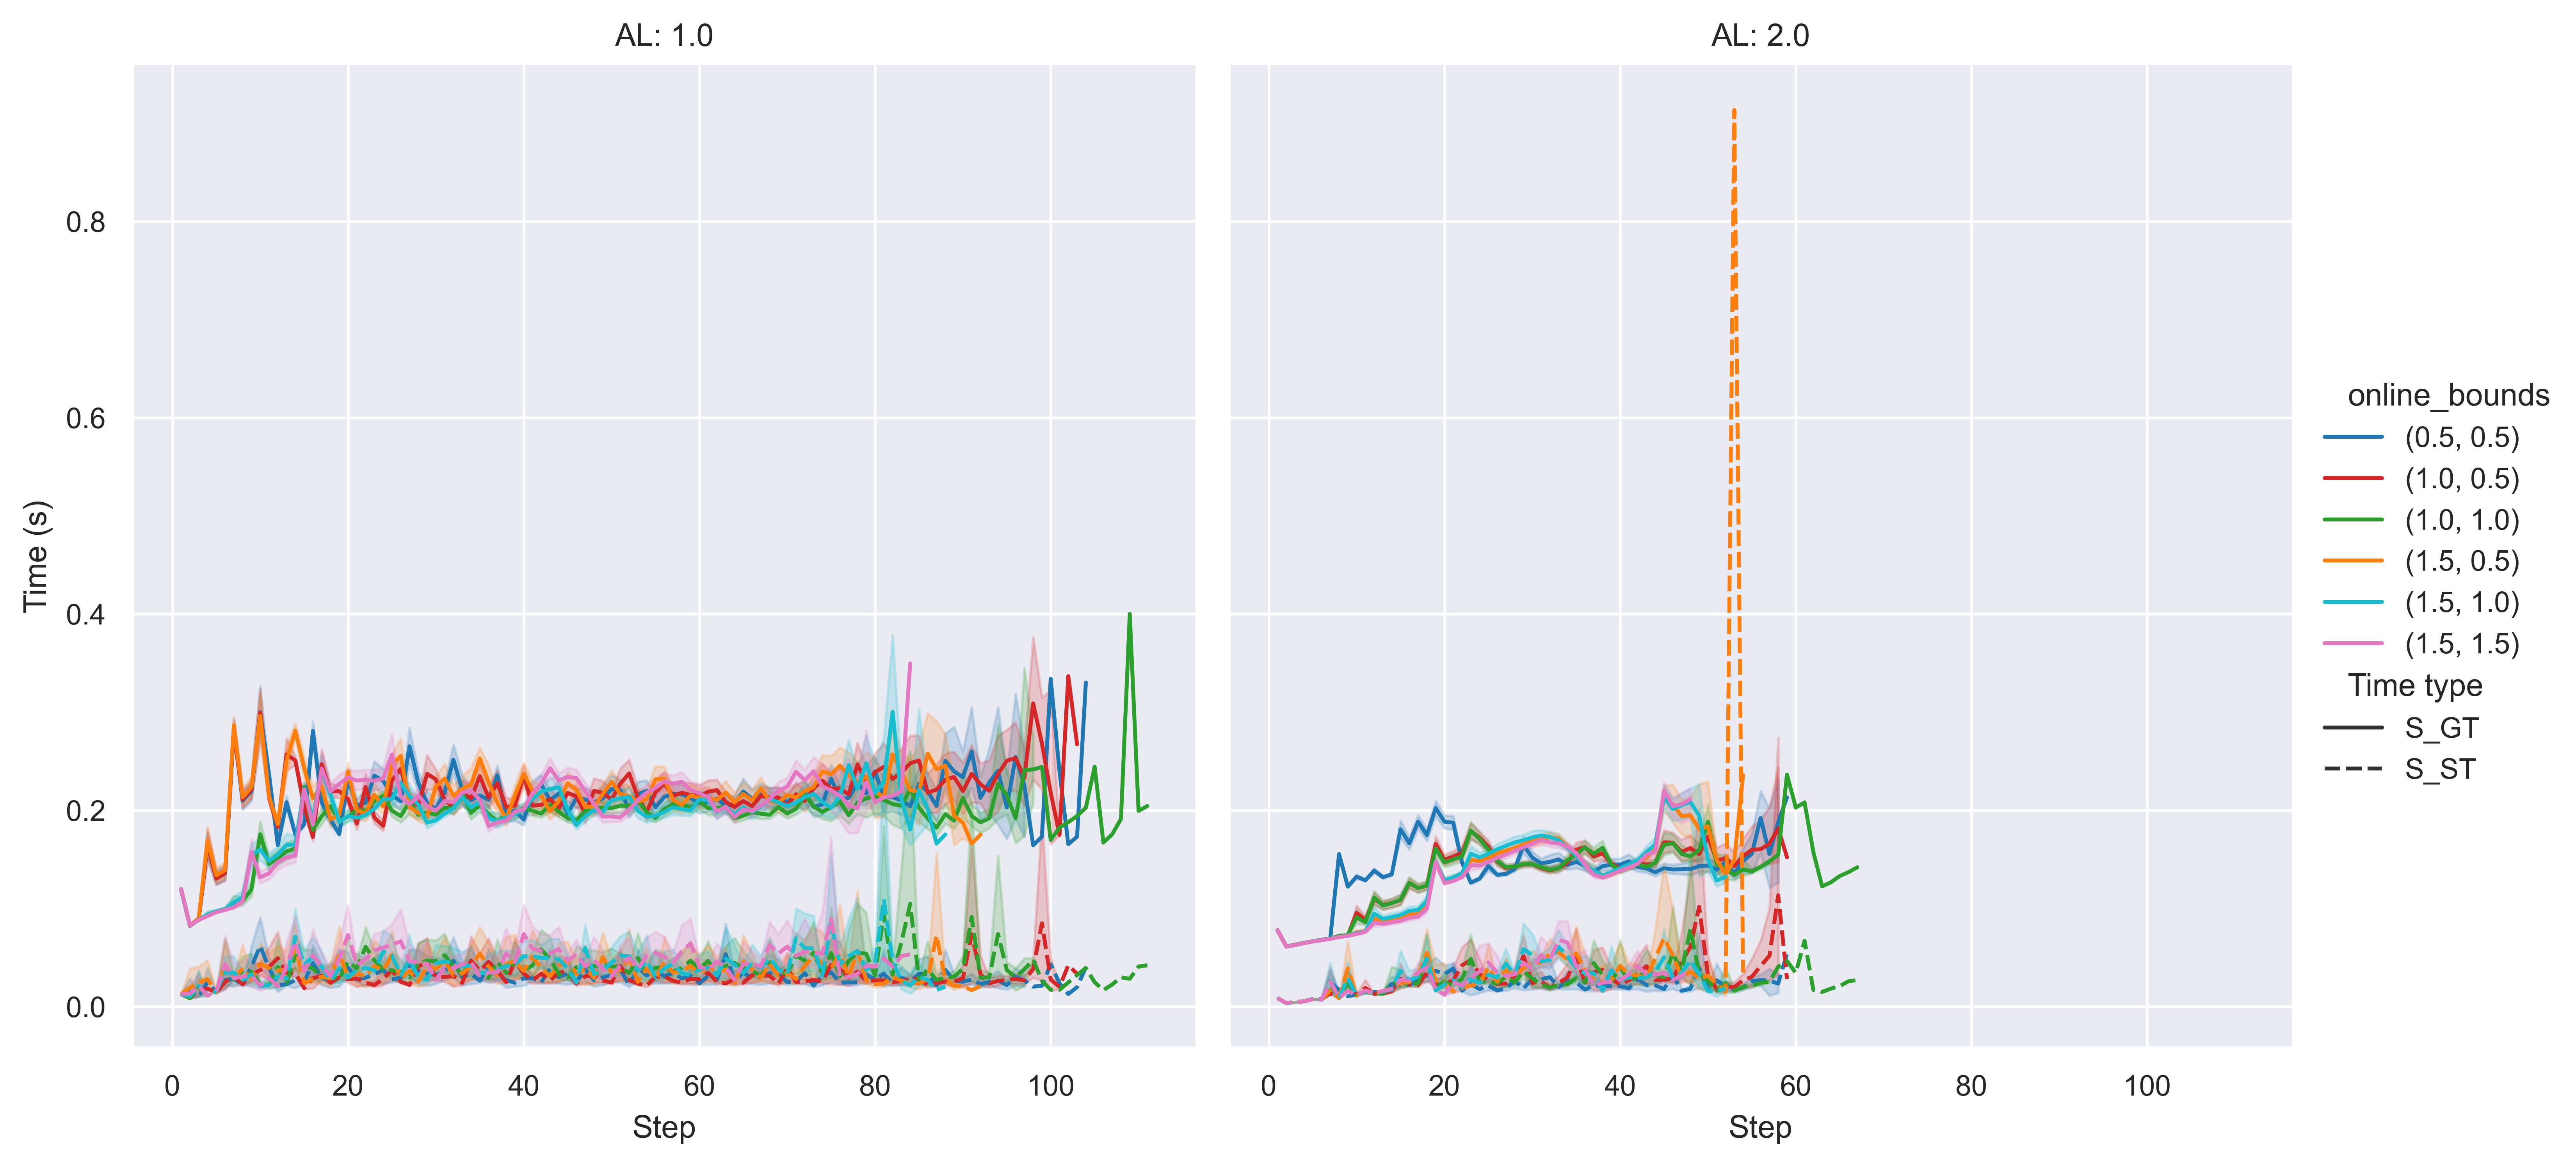 AL: 1.0
AL: 2.0
Time (s)
0.8
0.6
0.4
0.2
0.0
0 20 40 60 80 100
0 20 40 60 80 100
Step
Step
online_bounds
(0.5, 0.5)
(1.0, 0.5)
(1.0, 1.0)
(1.5, 0.5)
(1.5, 1.0)
(1.5, 1.5)
Time type
S_GT
S_ST